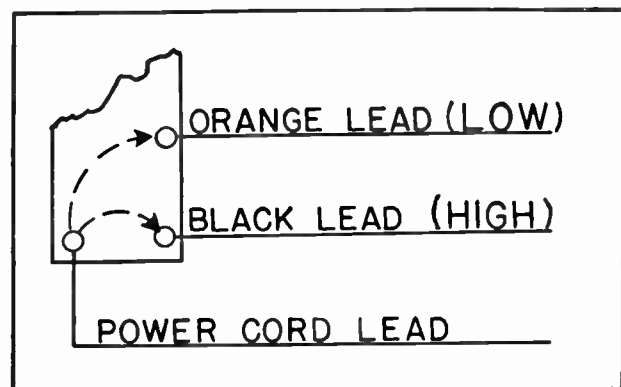 ORANGE LEAD (LOW)
BLACK LEAD (HIGH)
POWER CORD LEAD